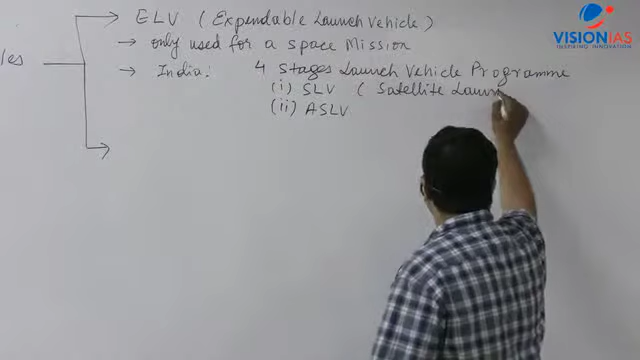 VISIONIAS
INSPIRING INNOVATION
ELV ( Expendable Launch Vehicle )
→ only used for a space Mission
les
→ India: 4 Stages Launch Vehicle Programme
(i) SLV ( Satellite Laun
(ii) ASLV